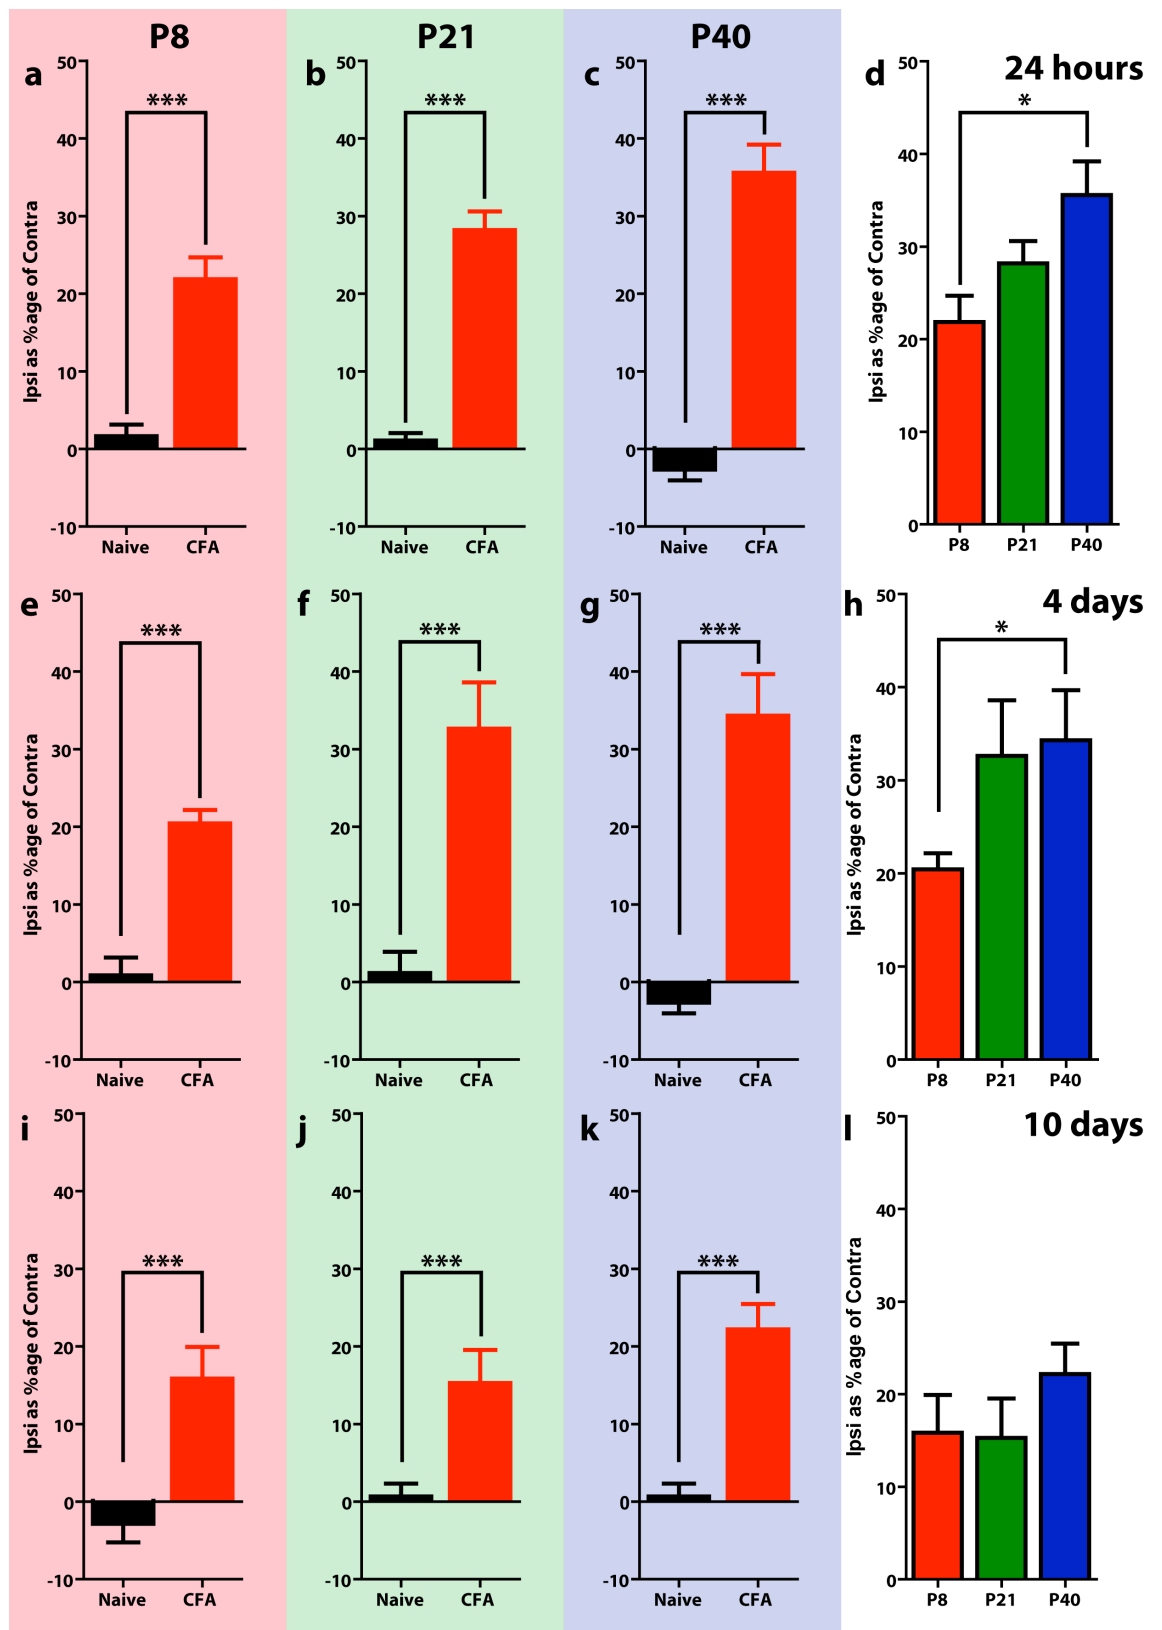 P8 P21 P40
a b c d 24 hours
50 50 50 50
*** *** *** *
40 40 40 40
30 30 30 30
20 20 20 20
10 10 10 10
0 0 0 0
-10 -10 -10
Ipsi as %age of Contra
Ipsi as %age of Contra
Naive CFA Naive CFA Naive CFA P8 P21 P40
e f g h 4 days
50 50 50 50
*** *** *** *
40 40 40 40
30 30 30 30
20 20 20 20
10 10 10 10
0 0 0 0
-10 -10 -10
Ipsi as %age of Contra
Ipsi as %age of Contra
Naive CFA Naive CFA Naive CFA P8 P21 P40
i j k l 10 days
50 50 50 50
40 40 40 40
*** *** ***
30 30 30 30
20 20 20 20
10 10 10 10
0 0 0 0
-10 -10 -10
Ipsi as %age of Contra
Ipsi as %age of Contra
Naive CFA Naive CFA Naive CFA P8 P21 P40